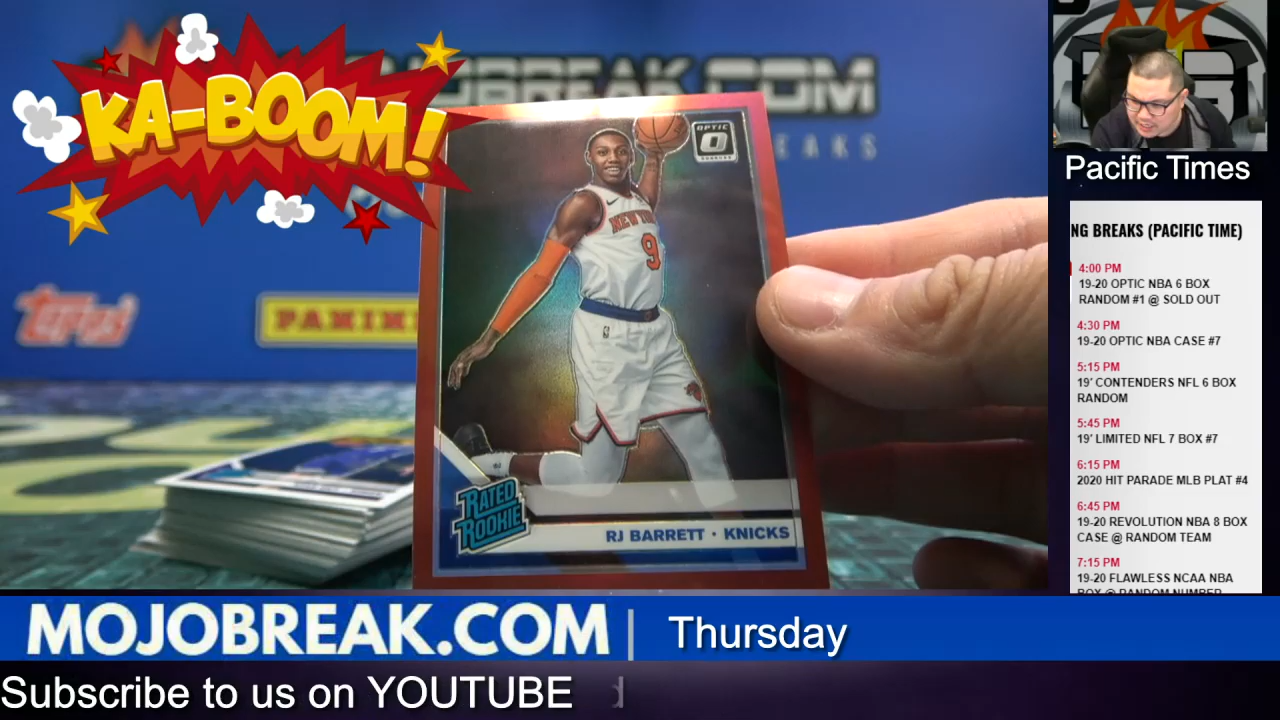 KA-BOOM!
MOJOBREAK.COM
EAKS
TOPPS
PANINI
OPTIC
NEW YORK
9
RATED
ROOKIE
RJ BARRETT • KNICKS
Pacific Times
NG BREAKS (PACIFIC TIME)
4:00 PM
19-20 OPTIC NBA 6 BOX
RANDOM #1 @ SOLD OUT
4:30 PM
19-20 OPTIC NBA CASE #7
5:15 PM
19' CONTENDERS NFL 6 BOX
RANDOM
5:45 PM
19' LIMITED NFL 7 BOX #7
6:15 PM
2020 HIT PARADE MLB PLAT #4
6:45 PM
19-20 REVOLUTION NBA 8 BOX
CASE @ RANDOM TEAM
7:15 PM
19-20 FLAWLESS NCAA NBA
BOX @ RANDOM NUMBER
MOJOBREAK.COM | Thursday
Subscribe to us on YOUTUBE